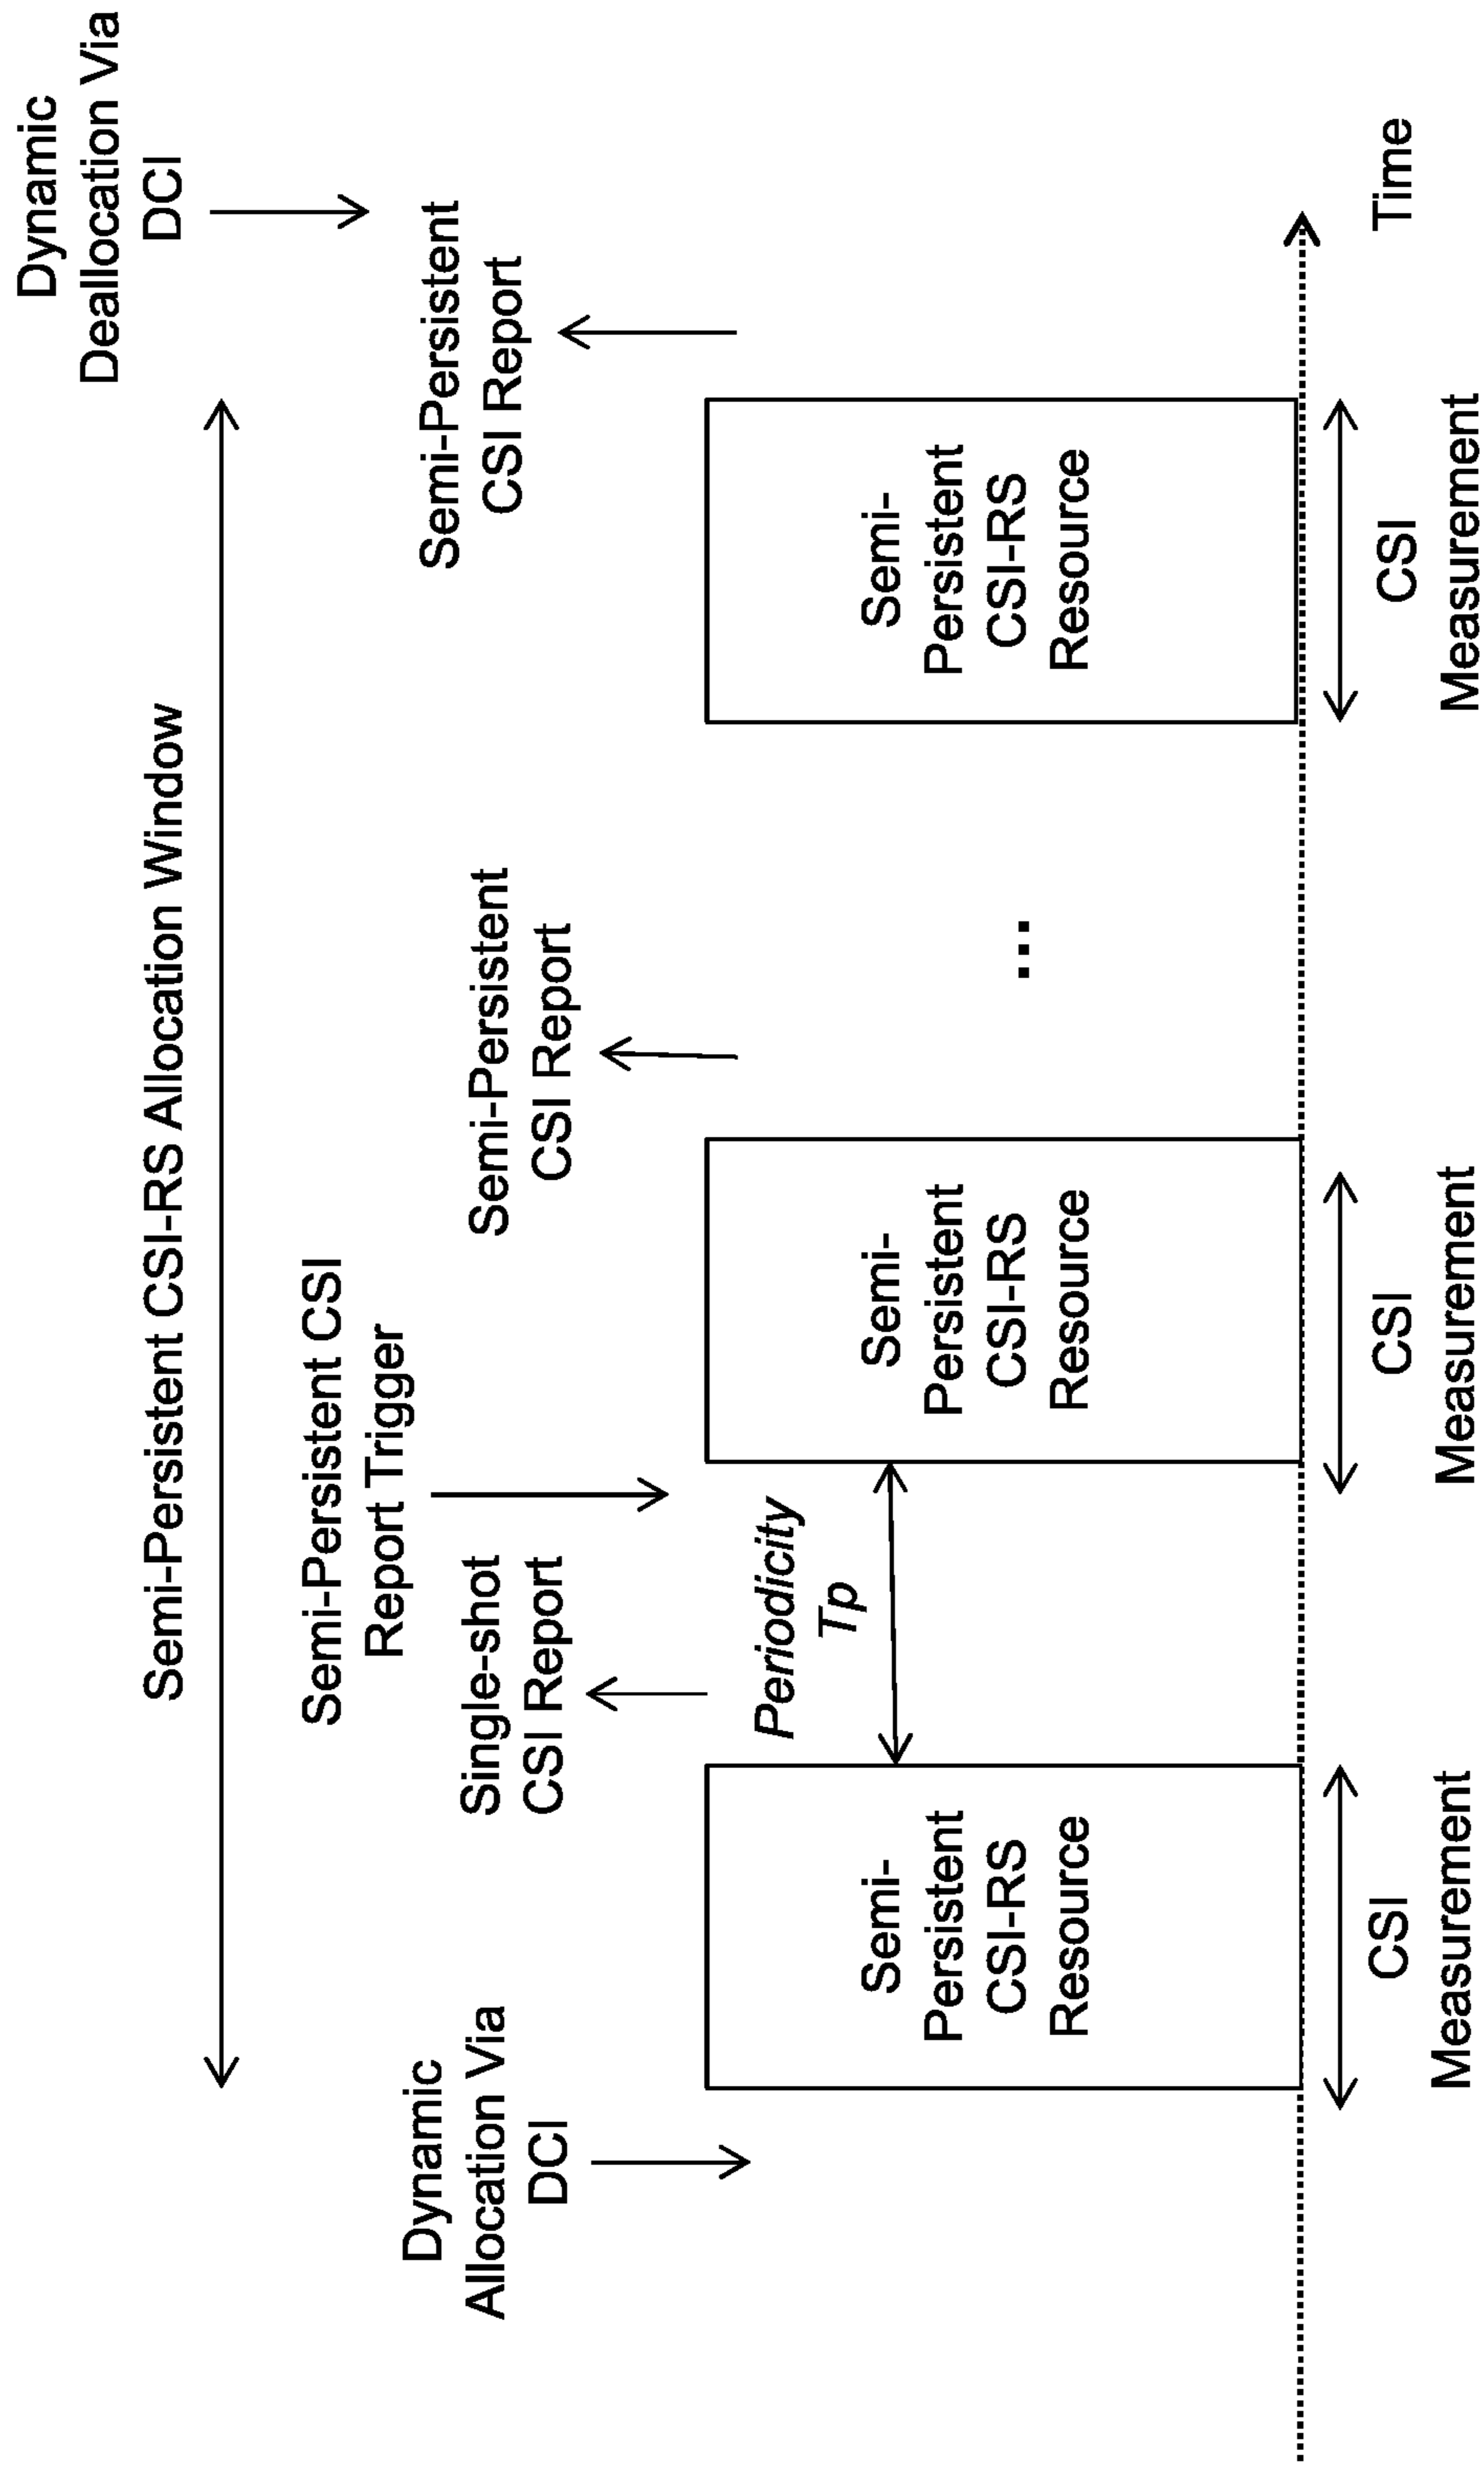 Dynamic
Deallocation Via
DCI
Semi-Persistent CSI-RS Allocation Window
Semi-Persistent CSI
Report Trigger
Dynamic
Allocation Via
DCI
Single-shot
CSI Report
Semi-Persistent
CSI Report
Semi-Persistent
CSI Report
Periodicity
Tp
Semi-
Persistent
CSI-RS
Resource
Semi-
Persistent
CSI-RS
Resource
...
Semi-
Persistent
CSI-RS
Resource
CSI
Measurement
CSI
Measurement
CSI
Measurement
Time